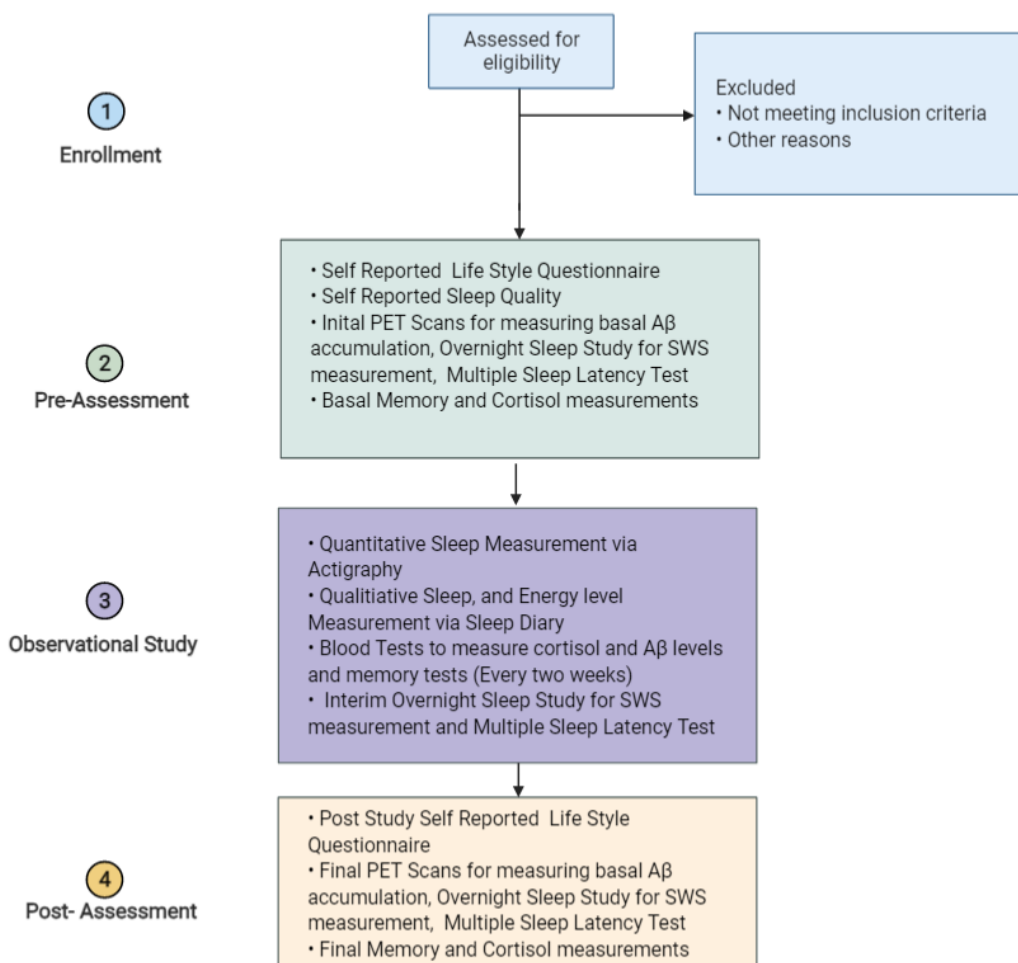 Assessed for
eligibility
Excluded
• Not meeting inclusion criteria
• Other reasons
1
Enrollment
• Self Reported Life Style Questionnaire
• Self Reported Sleep Quality
• Inital PET Scans for measuring basal Aβ
accumulation, Overnight Sleep Study for SWS
measurement, Multiple Sleep Latency Test
• Basal Memory and Cortisol measurements
2
Pre-Assessment
• Quantitative Sleep Measurement via
Actigraphy
• Qualitiative Sleep, and Energy level
Measurement via Sleep Diary
• Blood Tests to measure cortisol and Aβ levels
and memory tests (Every two weeks)
• Interim Overnight Sleep Study for SWS
measurement and Multiple Sleep Latency Test
3
Observational Study
• Post Study Self Reported Life Style
Questionnaire
• Final PET Scans for measuring basal Aβ
accumulation, Overnight Sleep Study for SWS
measurement, Multiple Sleep Latency Test
• Final Memory and Cortisol measurements
4
Post- Assessment